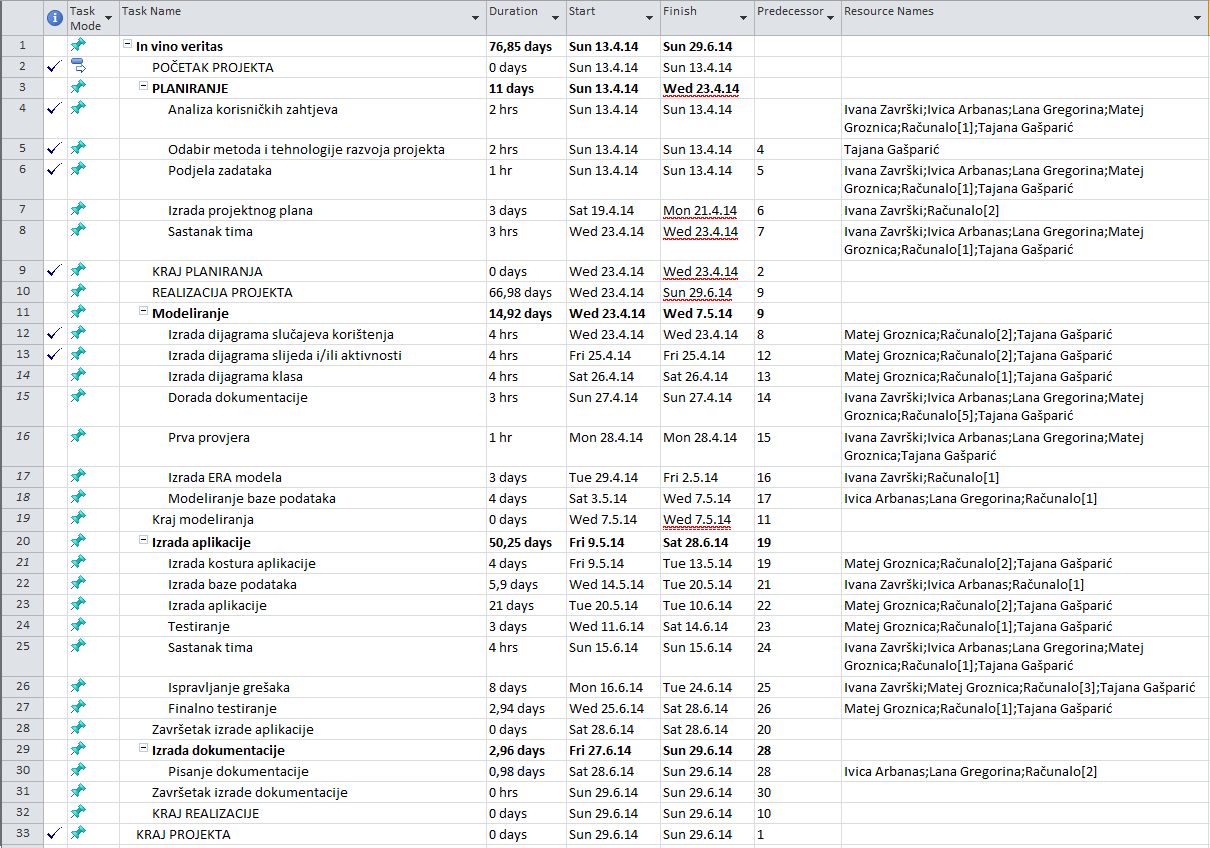 Task Mode Task Name Duration Start Finish Predecessor Resource Names
1 In vino veritas 76,85 days Sun 13.4.14 Sun 29.6.14
2 POČETAK PROJEKTA 0 days Sun 13.4.14 Sun 13.4.14
3 PLANIRANJE 11 days Sun 13.4.14 Wed 23.4.14
4 Analiza korisničkih zahtjeva 2 hrs Sun 13.4.14 Sun 13.4.14 Ivana Završki;Ivica Arbanas;Lana Gregorina;Matej
Groznica;Računalo[1];Tajana Gašparić
5 Odabir metoda i tehnologije razvoja projekta 2 hrs Sun 13.4.14 Sun 13.4.14 4 Tajana Gašparić
6 Podjela zadataka 1 hr Sun 13.4.14 Sun 13.4.14 5 Ivana Završki;Ivica Arbanas;Lana Gregorina;Matej
Groznica;Računalo[1];Tajana Gašparić
7 Izrada projektnog plana 3 days Sat 19.4.14 Mon 21.4.14 6 Ivana Završki;Računalo[2]
8 Sastanak tima 3 hrs Wed 23.4.14 Wed 23.4.14 7 Ivana Završki;Ivica Arbanas;Lana Gregorina;Matej
Groznica;Računalo[1];Tajana Gašparić
9 KRAJ PLANIRANJA 0 days Wed 23.4.14 Wed 23.4.14 2
10 REALIZACIJA PROJEKTA 66,98 days Wed 23.4.14 Sun 29.6.14 9
11 Modeliranje 14,92 days Wed 23.4.14 Wed 7.5.14 9
12 Izrada dijagrama slučajeva korištenja 4 hrs Wed 23.4.14 Wed 23.4.14 8 Matej Groznica;Računalo[2];Tajana Gašparić
13 Izrada dijagrama slijeda i/ili aktivnosti 4 hrs Fri 25.4.14 Fri 25.4.14 12 Matej Groznica;Računalo[2];Tajana Gašparić
14 Izrada dijagrama klasa 4 hrs Sat 26.4.14 Sat 26.4.14 13 Matej Groznica;Računalo[1];Tajana Gašparić
15 Dorada dokumentacije 3 hrs Sun 27.4.14 Sun 27.4.14 14 Ivana Završki;Ivica Arbanas;Lana Gregorina;Matej
Groznica;Računalo[5];Tajana Gašparić
16 Prva provjera 1 hr Mon 28.4.14 Mon 28.4.14 15 Ivana Završki;Ivica Arbanas;Lana Gregorina;Matej
Groznica;Tajana Gašparić
17 Izrada ERA modela 3 days Tue 29.4.14 Fri 2.5.14 16 Ivana Završki;Računalo[1]
18 Modeliranje baze podataka 4 days Sat 3.5.14 Wed 7.5.14 17 Ivica Arbanas;Lana Gregorina;Računalo[1]
19 Kraj modeliranja 0 days Wed 7.5.14 Wed 7.5.14 11
20 Izrada aplikacije 50,25 days Fri 9.5.14 Sat 28.6.14 19
21 Izrada kostura aplikacije 4 days Fri 9.5.14 Tue 13.5.14 19 Matej Groznica;Računalo[2];Tajana Gašparić
22 Izrada baze podataka 5,9 days Wed 14.5.14 Tue 20.5.14 21 Ivana Završki;Ivica Arbanas;Računalo[1]
23 Izrada aplikacije 21 days Tue 20.5.14 Tue 10.6.14 22 Matej Groznica;Računalo[2];Tajana Gašparić
24 Testiranje 3 days Wed 11.6.14 Sat 14.6.14 23 Matej Groznica;Računalo[1];Tajana Gašparić
25 Sastanak tima 4 hrs Sun 15.6.14 Sun 15.6.14 24 Ivana Završki;Ivica Arbanas;Lana Gregorina;Matej
Groznica;Računalo[1];Tajana Gašparić
26 Ispravljanje grešaka 8 days Mon 16.6.14 Tue 24.6.14 25 Ivana Završki;Matej Groznica;Računalo[3];Tajana Gašparić
27 Finalno testiranje 2,94 days Wed 25.6.14 Sat 28.6.14 26 Matej Groznica;Računalo[1];Tajana Gašparić
28 Završetak izrade aplikacije 0 days Sat 28.6.14 Sat 28.6.14 20
29 Izrada dokumentacije 2,96 days Fri 27.6.14 Sun 29.6.14 28
30 Pisanje dokumentacije 0,98 days Sat 28.6.14 Sun 29.6.14 28 Ivica Arbanas;Lana Gregorina;Računalo[2]
31 Završetak izrade dokumentacije 0 hrs Sun 29.6.14 Sun 29.6.14 30
32 KRAJ REALIZACIJE 0 days Sun 29.6.14 Sun 29.6.14 10
33 KRAJ PROJEKTA 0 days Sun 29.6.14 Sun 29.6.14 1